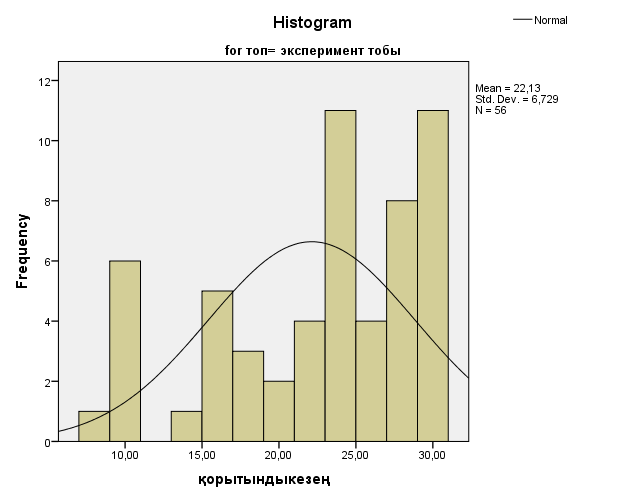 Histogram
for топ= эксперимент тобы
Normal
Mean = 22,13
Std. Dev. = 6,729
N = 56
Frequency
12
10
8
6
4
2
0
10,00 15,00 20,00 25,00 30,00
қорытындыкезең